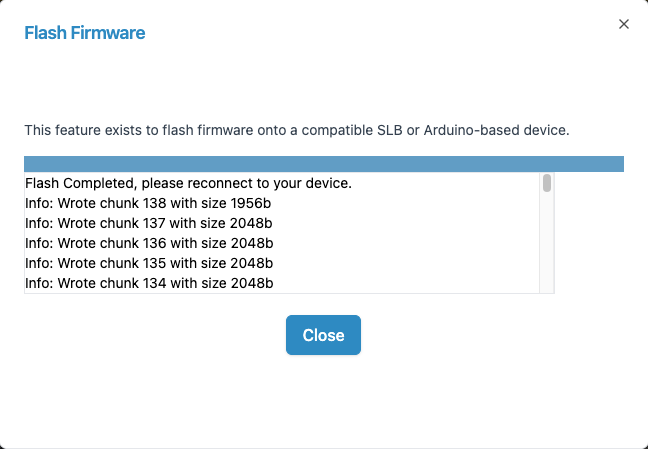 Flash Firmware
This feature exists to flash firmware onto a compatible SLB or Arduino-based device.
Flash Completed, please reconnect to your device.
Info: Wrote chunk 138 with size 1956b
Info: Wrote chunk 137 with size 2048b
Info: Wrote chunk 136 with size 2048b
Info: Wrote chunk 135 with size 2048b
Info: Wrote chunk 134 with size 2048b
Close